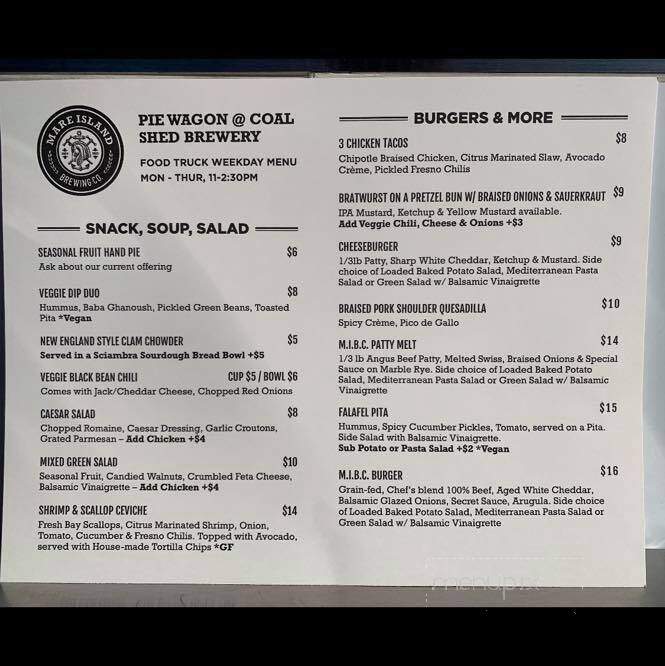 MARE ISLAND
BREWING CO.
PIE WAGON @ COAL
SHED BREWERY
FOOD TRUCK WEEKDAY MENU
MON - THUR, 11-2:30PM
SNACK, SOUP, SALAD
SEASONAL FRUIT HAND PIE $6
Ask about our current offering
VEGGIE DIP DUO $8
Hummus, Baba Ghanoush, Pickled Green Beans, Toasted
Pita *Vegan
NEW ENGLAND STYLE CLAM CHOWDER $5
Served in a Sciambra Sourdough Bread Bowl +$5
VEGGIE BLACK BEAN CHILI CUP $5 / BOWL $6
Comes with Jack/Cheddar Cheese, Chopped Red Onions
CAESAR SALAD $8
Chopped Romaine, Caesar Dressing, Garlic Croutons,
Grated Parmesan – Add Chicken +$4
MIXED GREEN SALAD $10
Seasonal Fruit, Candied Walnuts, Crumbled Feta Cheese,
Balsamic Vinaigrette – Add Chicken +$4
SHRIMP & SCALLOP CEVICHE $14
Fresh Bay Scallops, Citrus Marinated Shrimp, Onion,
Tomato, Cucumber & Fresno Chilis. Topped with Avocado,
served with House-made Tortilla Chips *GF
BURGERS & MORE
3 CHICKEN TACOS $8
Chipotle Braised Chicken, Citrus Marinated Slaw, Avocado
Crème, Pickled Fresno Chilis
BRATWURST ON A PRETZEL BUN W/ BRAISED ONIONS & SAUERKRAUT $9
IPA Mustard, Ketchup & Yellow Mustard available.
Add Veggie Chili, Cheese & Onions +$3
CHEESEBURGER $9
1/3lb Patty, Sharp White Cheddar, Ketchup & Mustard. Side
choice of Loaded Baked Potato Salad, Mediterranean Pasta
Salad or Green Salad w/ Balsamic Vinaigrette
BRAISED PORK SHOULDER QUESADILLA $10
Spicy Crème, Pico de Gallo
M.I.B.C. PATTY MELT $14
1/3 lb Angus Beef Patty, Melted Swiss, Braised Onions & Special
Sauce on Marble Rye. Side choice of Loaded Baked Potato
Salad, Mediterranean Pasta Salad or Green Salad w/ Balsamic
Vinaigrette
FALAFEL PITA $15
Hummus, Spicy Cucumber Pickles, Tomato, served on a Pita.
Side Salad with Balsamic Vinaigrette.
Sub Potato or Pasta Salad +$2 *Vegan
M.I.B.C. BURGER $16
Grain-fed, Chef's blend 100% Beef, Aged White Cheddar,
Balsamic Glazed Onions, Secret Sauce, Arugula. Side choice
of Loaded Baked Potato Salad, Mediterranean Pasta Salad or
Green Salad w/ Balsamic Vinaigrette